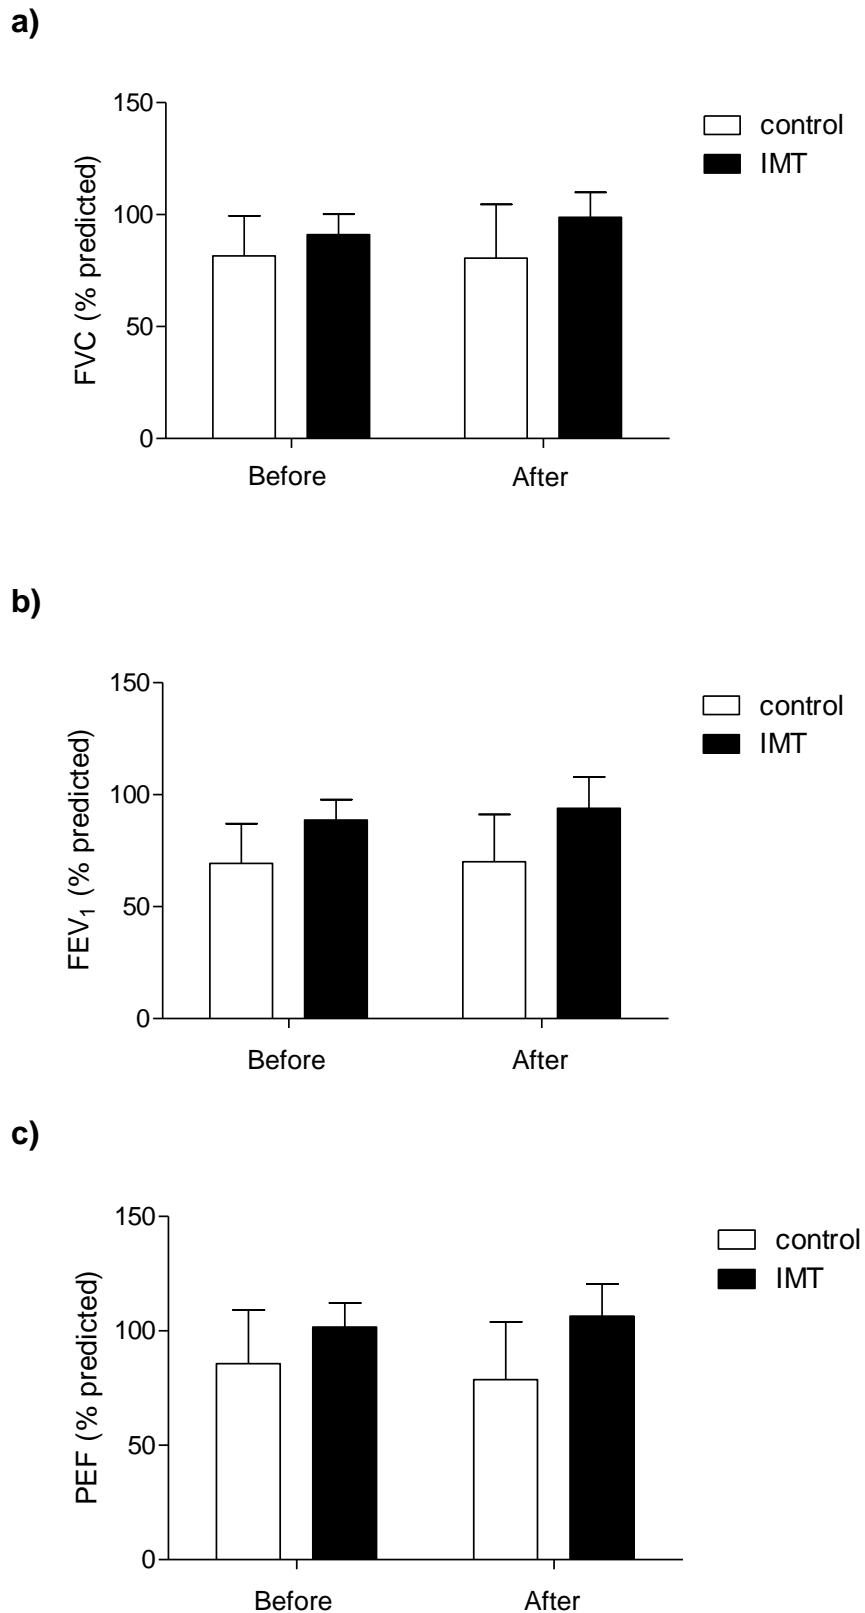 a)
150
100
50
0
FVC (% predicted)
Before
After
control
IMT
b)
150
100
50
0
FEV₁ (% predicted)
Before
After
control
IMT
c)
150
100
50
0
PEF (% predicted)
Before
After
control
IMT